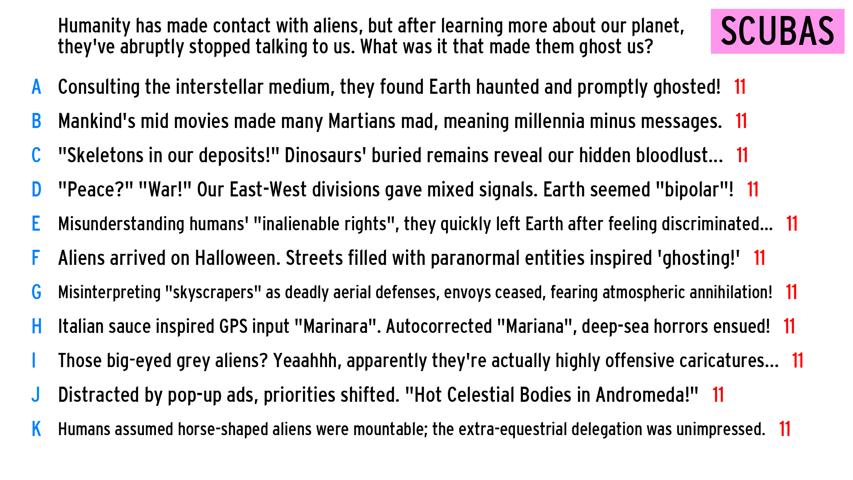 Humanity has made contact with aliens, but after learning more about our planet,
they've abruptly stopped talking to us. What was it that made them ghost us?
SCUBAS
A Consulting the interstellar medium, they found Earth haunted and promptly ghosted! 11
B Mankind's mid movies made many Martians mad, meaning millennia minus messages. 11
C "Skeletons in our deposits!" Dinosaurs' buried remains reveal our hidden bloodlust... 11
D "Peace?" "War!" Our East-West divisions gave mixed signals. Earth seemed "bipolar"! 11
E Misunderstanding humans' "inalienable rights", they quickly left Earth after feeling discriminated... 11
F Aliens arrived on Halloween. Streets filled with paranormal entities inspired 'ghosting!' 11
G Misinterpreting "skyscrapers" as deadly aerial defenses, envoys ceased, fearing atmospheric annihilation! 11
H Italian sauce inspired GPS input "Marinara". Autocorrected "Mariana", deep-sea horrors ensued! 11
I Those big-eyed grey aliens? Yeaahhh, apparently they're actually highly offensive caricatures... 11
J Distracted by pop-up ads, priorities shifted. "Hot Celestial Bodies in Andromeda!" 11
K Humans assumed horse-shaped aliens were mountable; the extra-equestrial delegation was unimpressed. 11